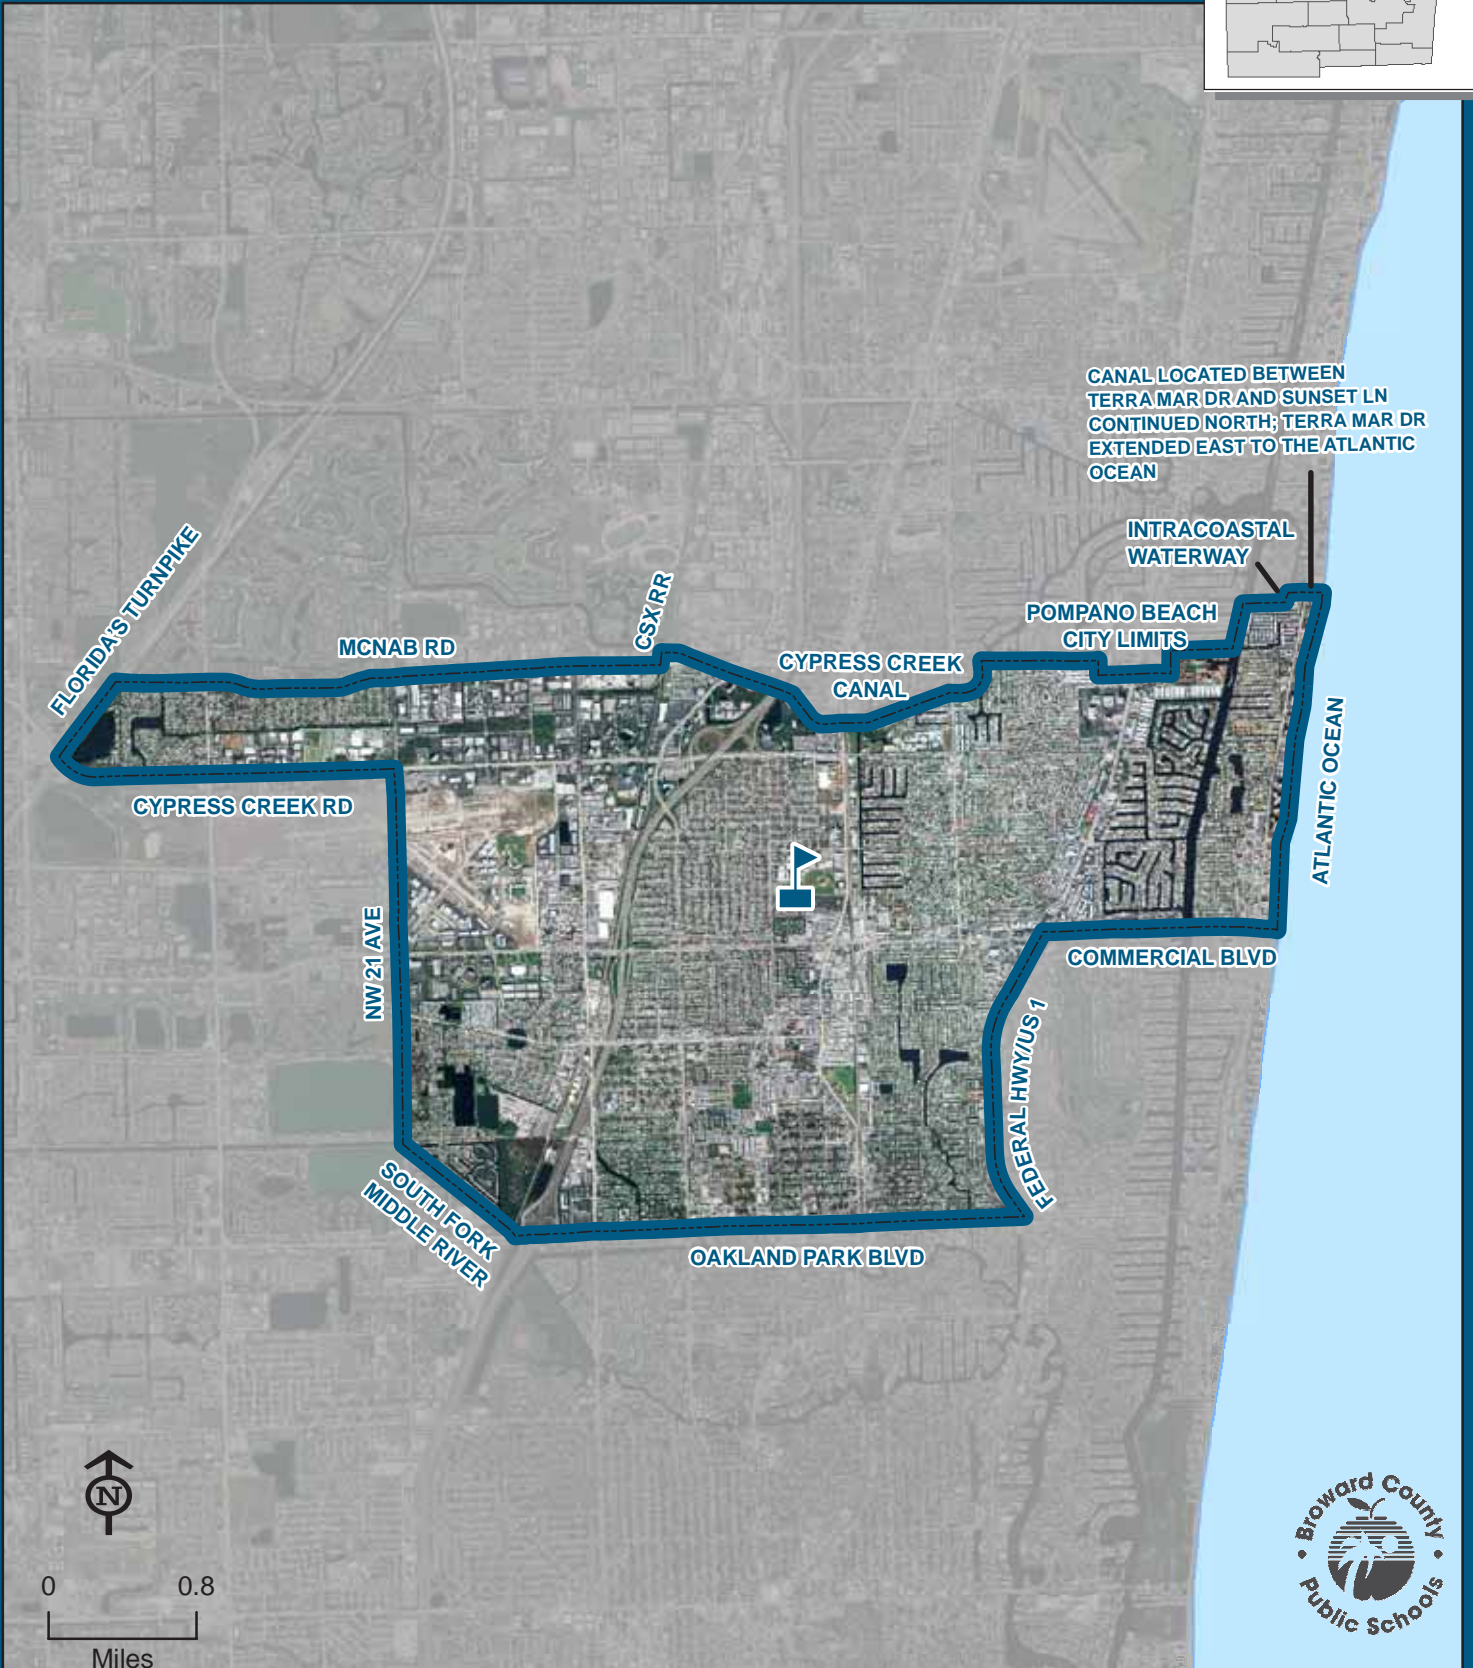 CANAL LOCATED BETWEEN
TERRA MAR DR AND SUNSET LN
CONTINUED NORTH; TERRA MAR DR
EXTENDED EAST TO THE ATLANTIC
OCEAN
INTRACOASTAL
WATERWAY
FLORIDA'S TURNPIKE
MCNAB RD
CSX RR
CYPRESS CREEK
CANAL
POMPANO BEACH
CITY LIMITS
CYPRESS CREEK RD
ATLANTIC OCEAN
NW 21 AVE
COMMERCIAL BLVD
FEDERAL HWY/US 1
SOUTH FORK
MIDDLE RIVER
OAKLAND PARK BLVD
N
0 0.8
Miles
Broward County
Public Schools